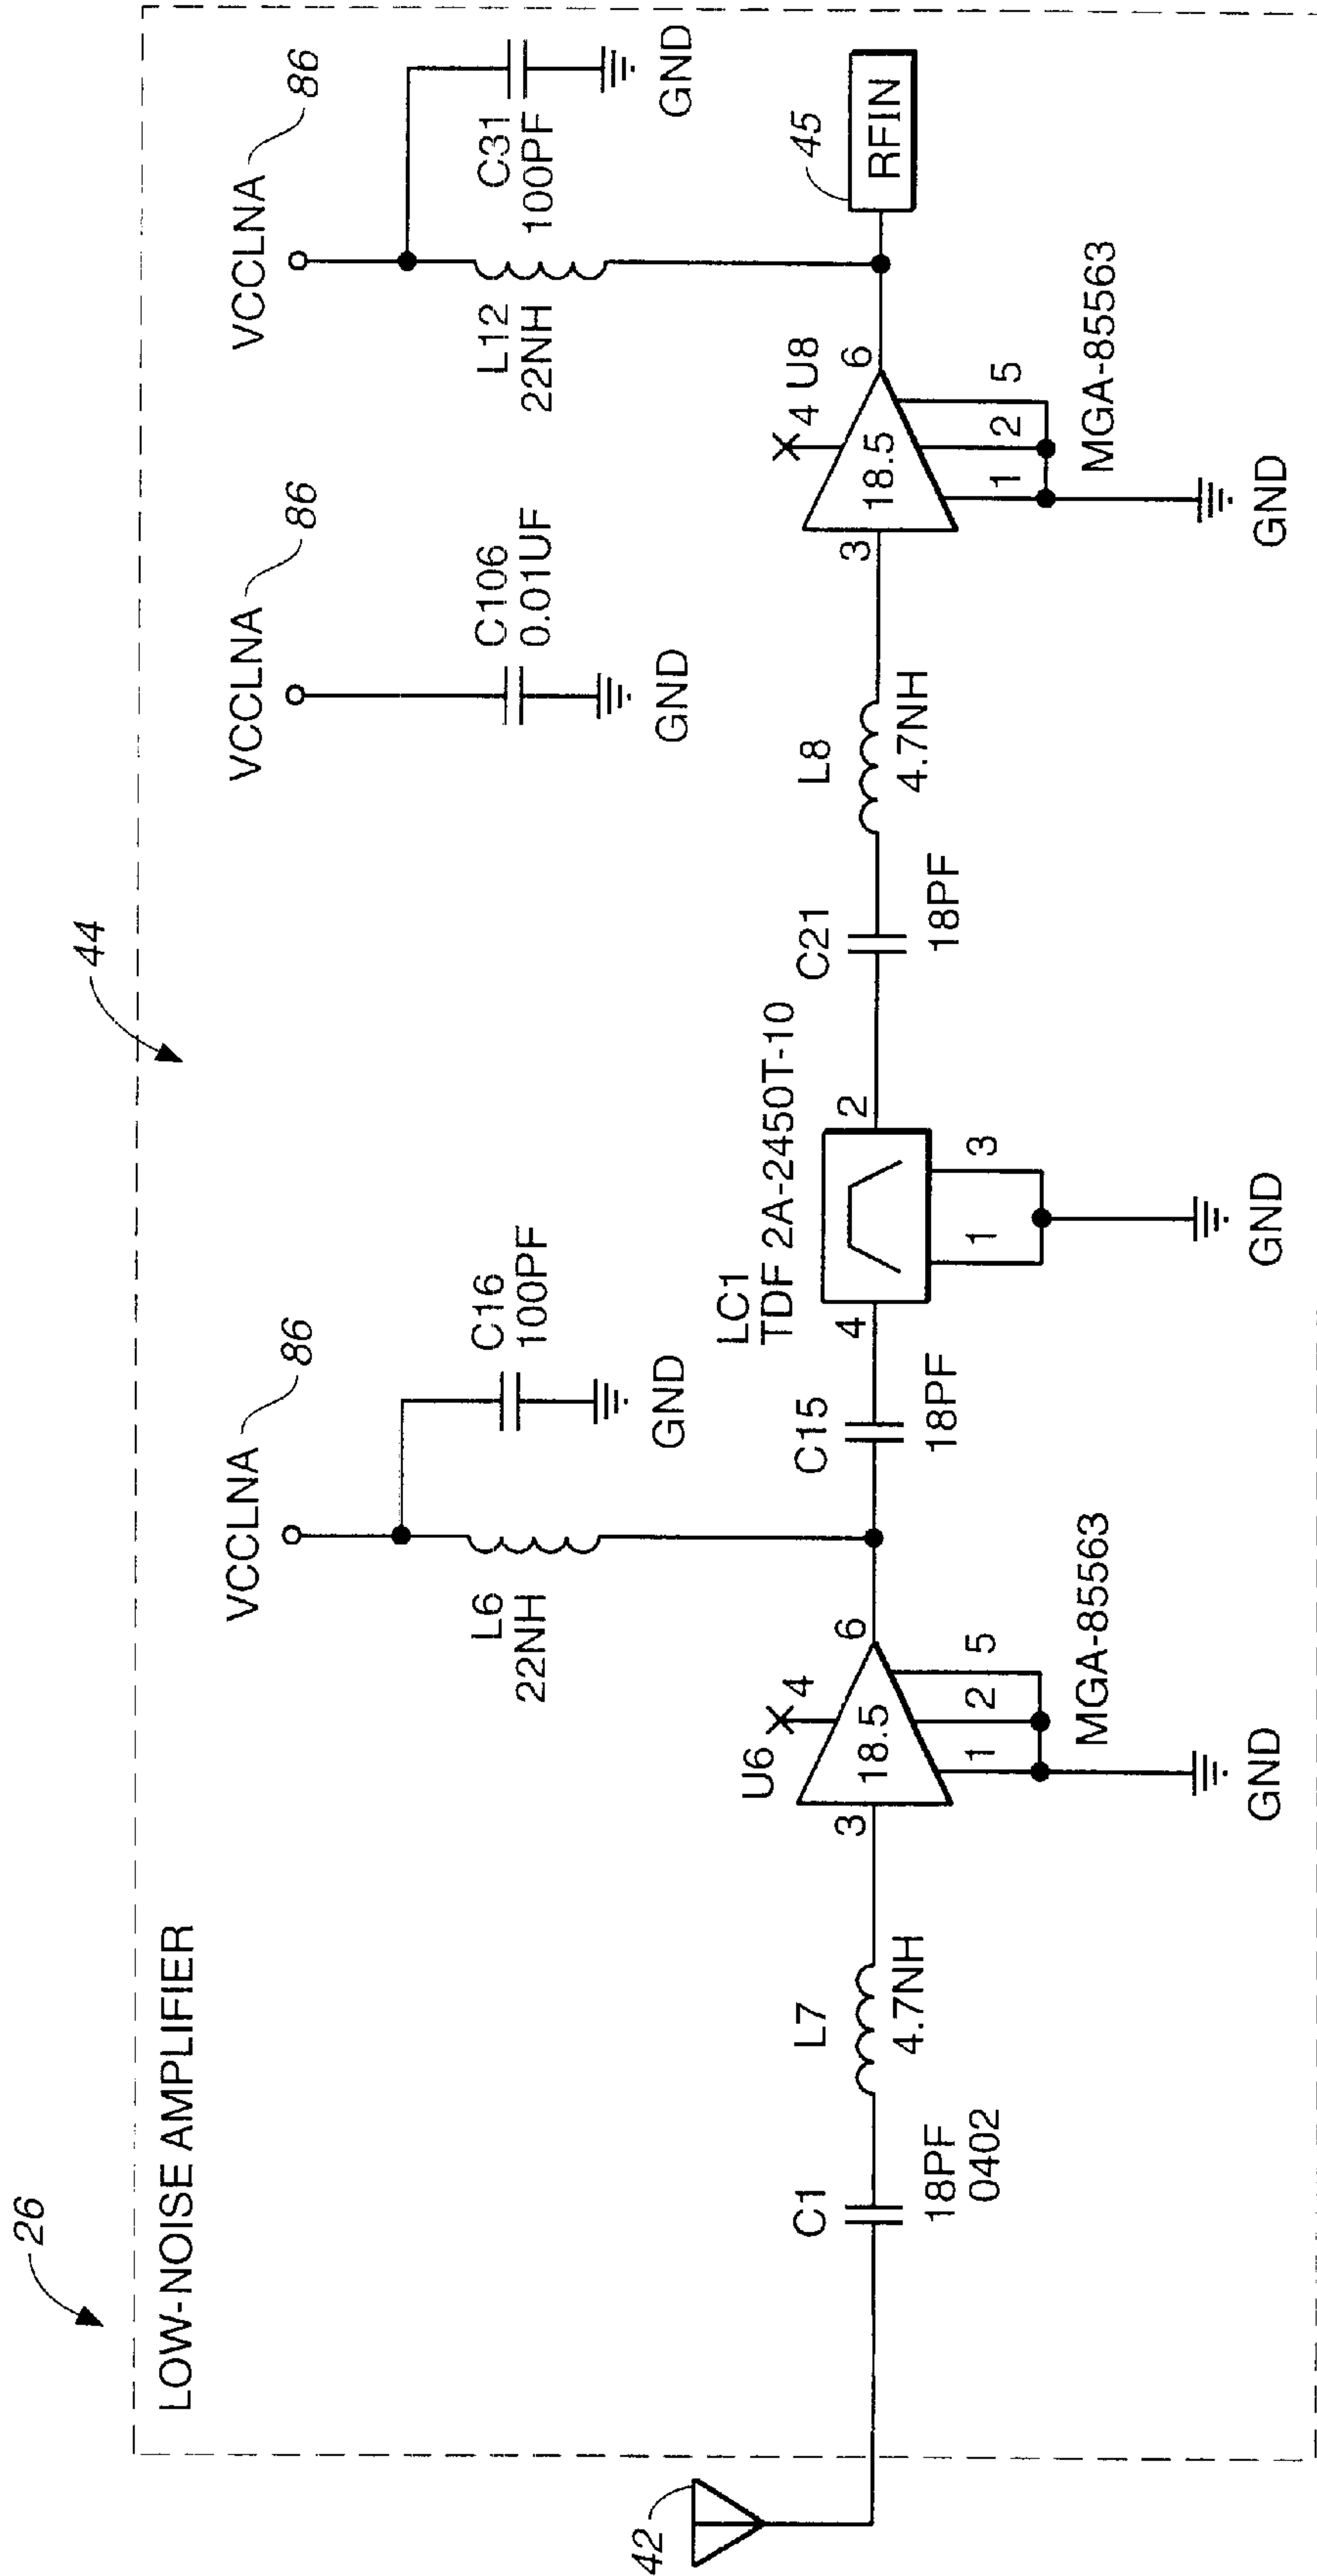 26
44
LOW-NOISE AMPLIFIER
VCCLNA
86
VCCLNA
86
VCCLNA
86
L6
22NH
C16
100PF
GND
C106
0.01UF
GND
L12
22NH
C31
100PF
GND
42
C1
18PF
0402
L7
4.7NH
U6
4
3
18.5
6
1
2
5
MGA-85563
GND
C15
18PF
LC1
TDF 2A-2450T-10
4
2
1
3
GND
C21
18PF
L8
4.7NH
4
U8
3
18.5
6
1
2
5
MGA-85563
GND
45
RFIN